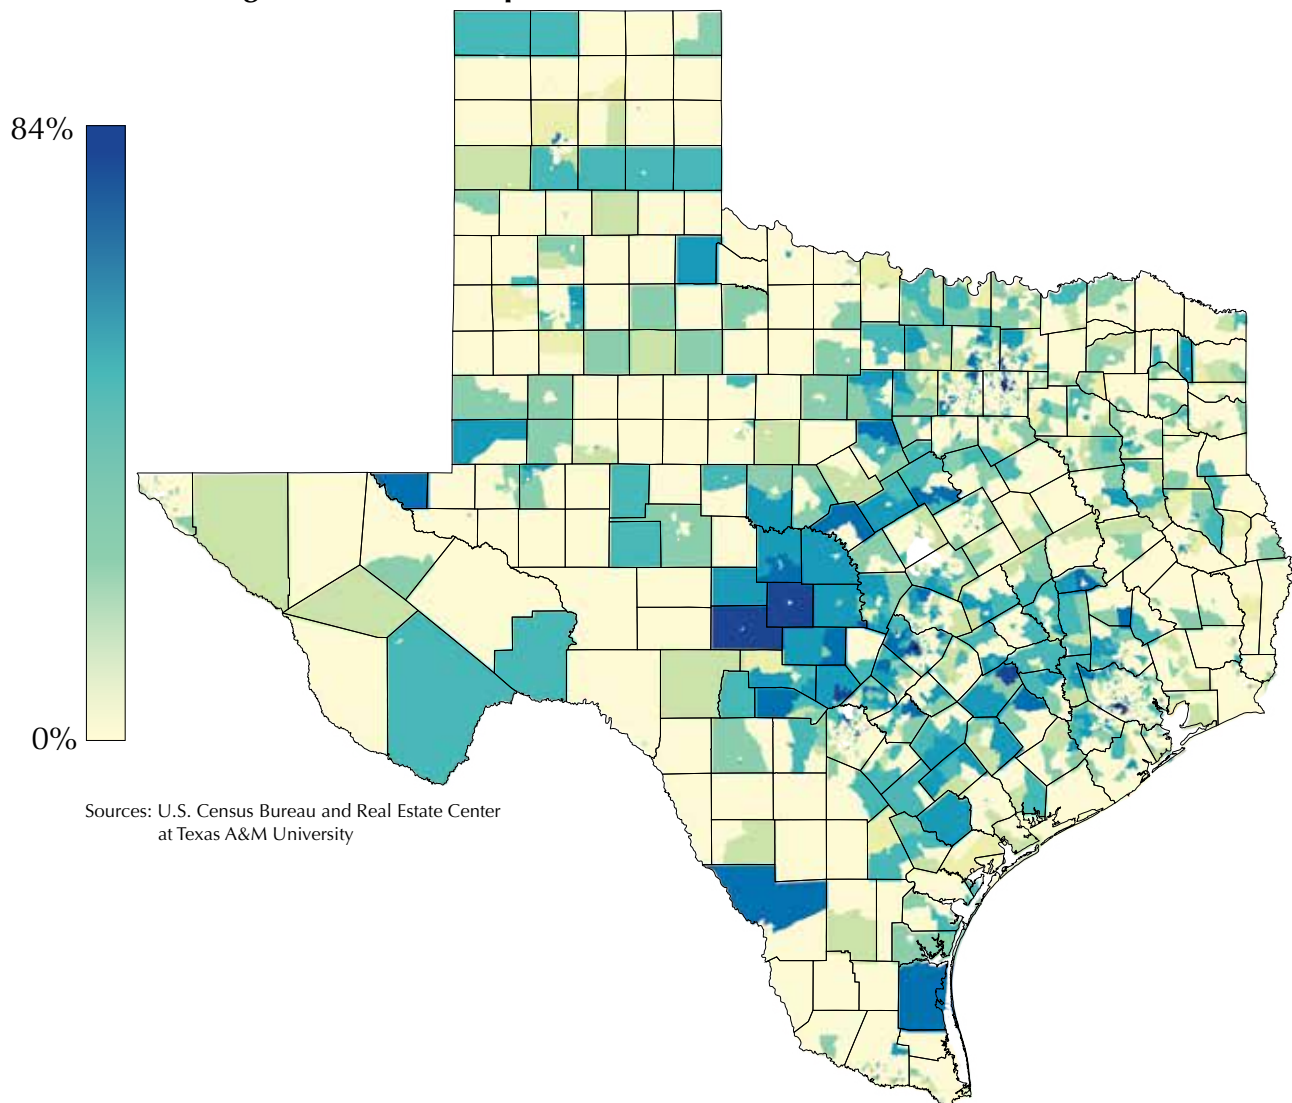 84%
0%
Sources: U.S. Census Bureau and Real Estate Center
at Texas A&M University